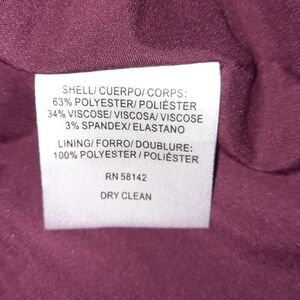 SHELL/ CUERPO/ CORPS:
63% POLYESTER/ POLIÉSTER
34% VISCOSE/ VISCOSA/ VISCOSE
3% SPANDEX/ ELASTANO
LINING/ FORRO/ DOUBLURE:
100% POLYESTER / POLIÉSTER
RN 58142
DRY CLEAN